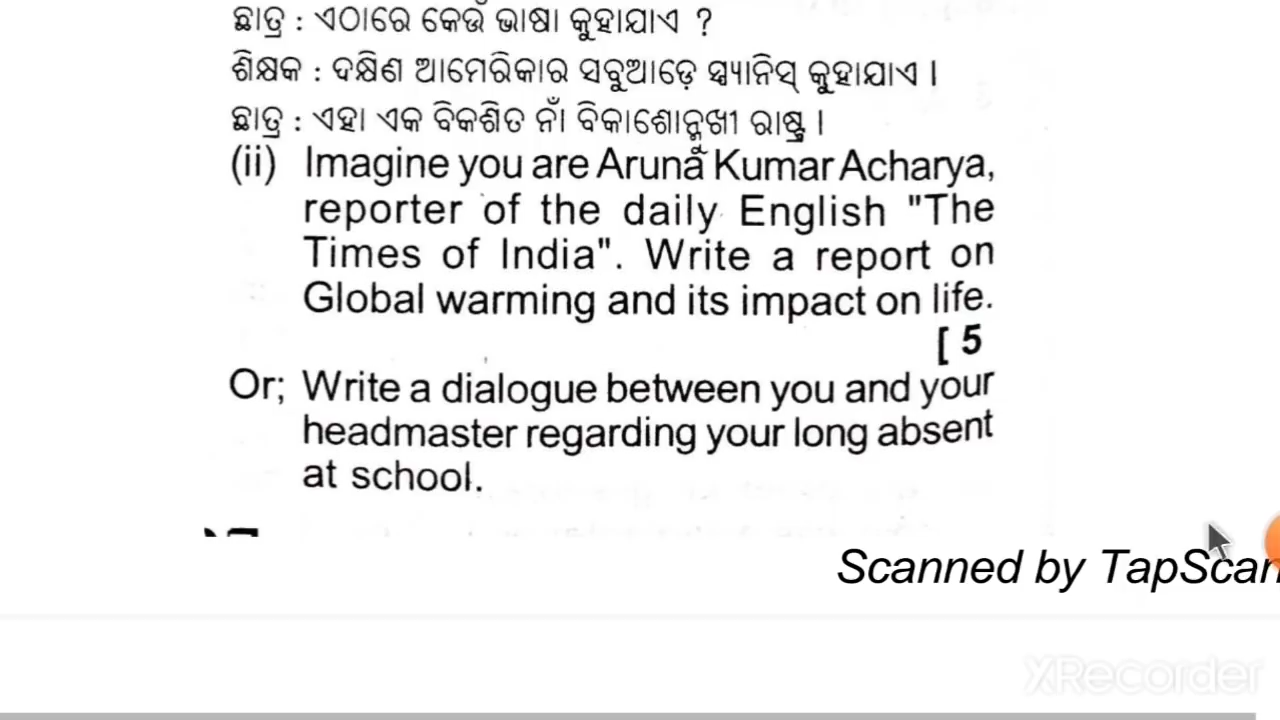 ଛାତ୍ର : ଏଠାରେ କେଉଁ ଭାଷା କୁହାଯାଏ ?
ଶିକ୍ଷକ : ଦକ୍ଷିଣ ଆମେରିକାର ସବୁଆଡ଼େ ସ୍ପ୍ୟାନିସ୍ କୁହାଯାଏ ।
ଛାତ୍ର : ଏହା ଏକ ବିକଶିତ ନାଁ ବିକାଶୋନ୍ମୁଖୀ ରାଷ୍ଟ୍ର ।
(ii) Imagine you are Aruna Kumar Acharya,
reporter of the daily English "The
Times of India". Write a report on
Global warming and its impact on life.
[ 5
Or; Write a dialogue between you and your
headmaster regarding your long absent
at school.
Scanned by TapScan
XRecorder